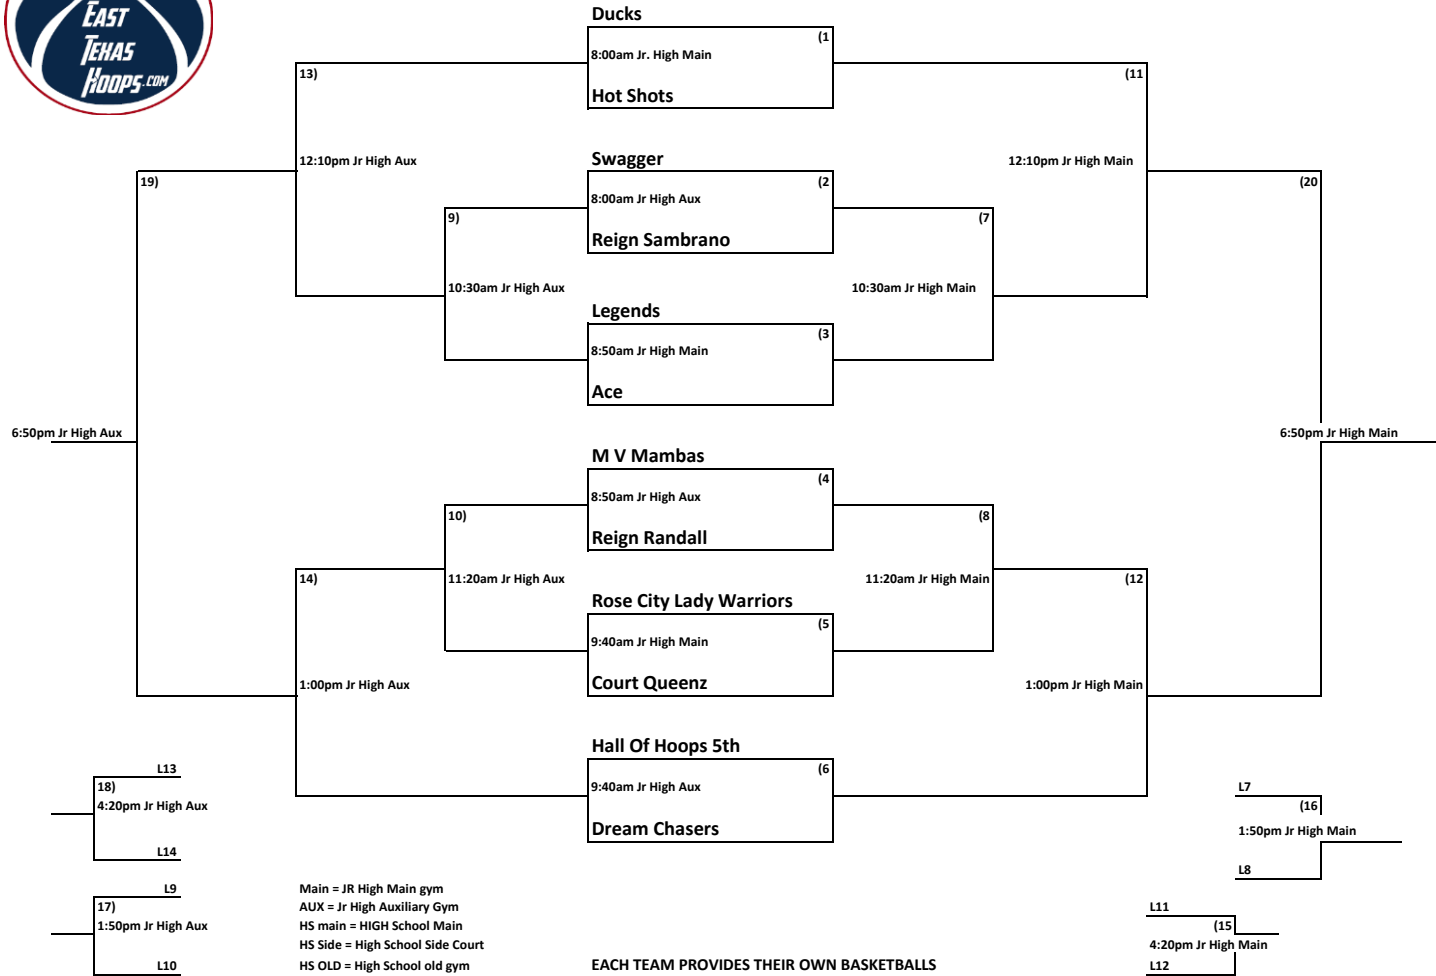 EAST
TEXAS
HOOPS.COM
Ducks
(1
8:00am Jr. High Main
Hot Shots
13)
(11
12:10pm Jr High Aux
12:10pm Jr High Main
Swagger
(2
8:00am Jr High Aux
Reign Sambrano
19)
(20
9)
(7
10:30am Jr High Aux
10:30am Jr High Main
Legends
(3
8:50am Jr High Main
Ace
6:50pm Jr High Aux
6:50pm Jr High Main
M V Mambas
(4
8:50am Jr High Aux
Reign Randall
10)
(8
11:20am Jr High Aux
11:20am Jr High Main
14)
(12
Rose City Lady Warriors
(5
9:40am Jr High Main
Court Queenz
1:00pm Jr High Aux
1:00pm Jr High Main
Hall Of Hoops 5th
(6
9:40am Jr High Aux
Dream Chasers
L13
18)
4:20pm Jr High Aux
L14
L7
(16
1:50pm Jr High Main
L8
L9
17)
1:50pm Jr High Aux
L10
Main = JR High Main gym
AUX = Jr High Auxiliary Gym
HS main = HIGH School Main
HS Side = High School Side Court
HS OLD = High School old gym
EACH TEAM PROVIDES THEIR OWN BASKETBALLS
L11
(15
4:20pm Jr High Main
L12